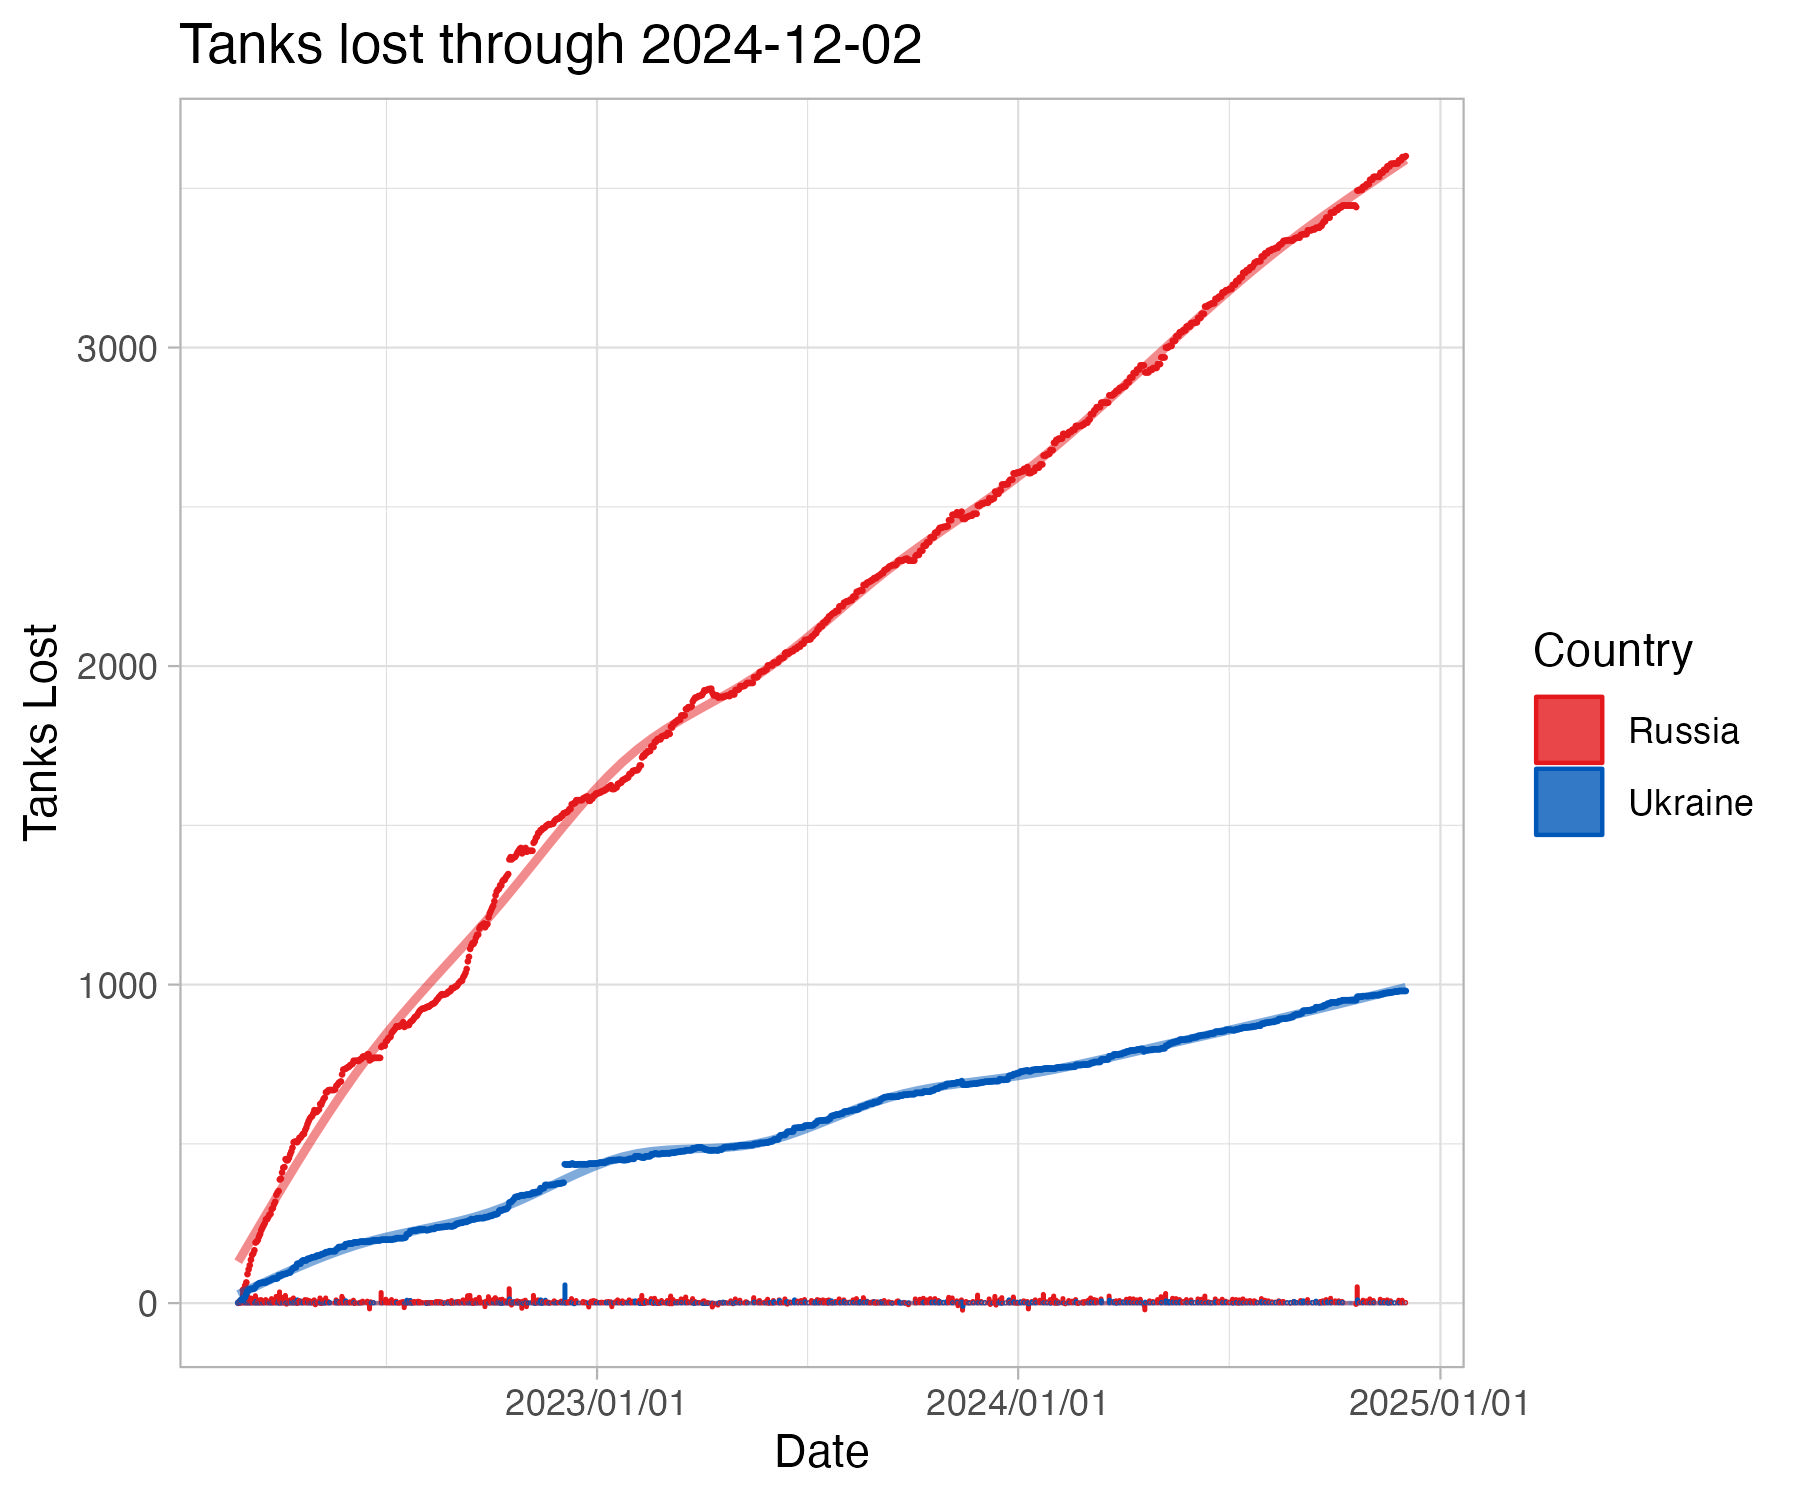 Tanks lost through 2024-12-02
Tanks Lost
3000
2000
1000
0
2023/01/01
2024/01/01
2025/01/01
Date
Country
Russia
Ukraine